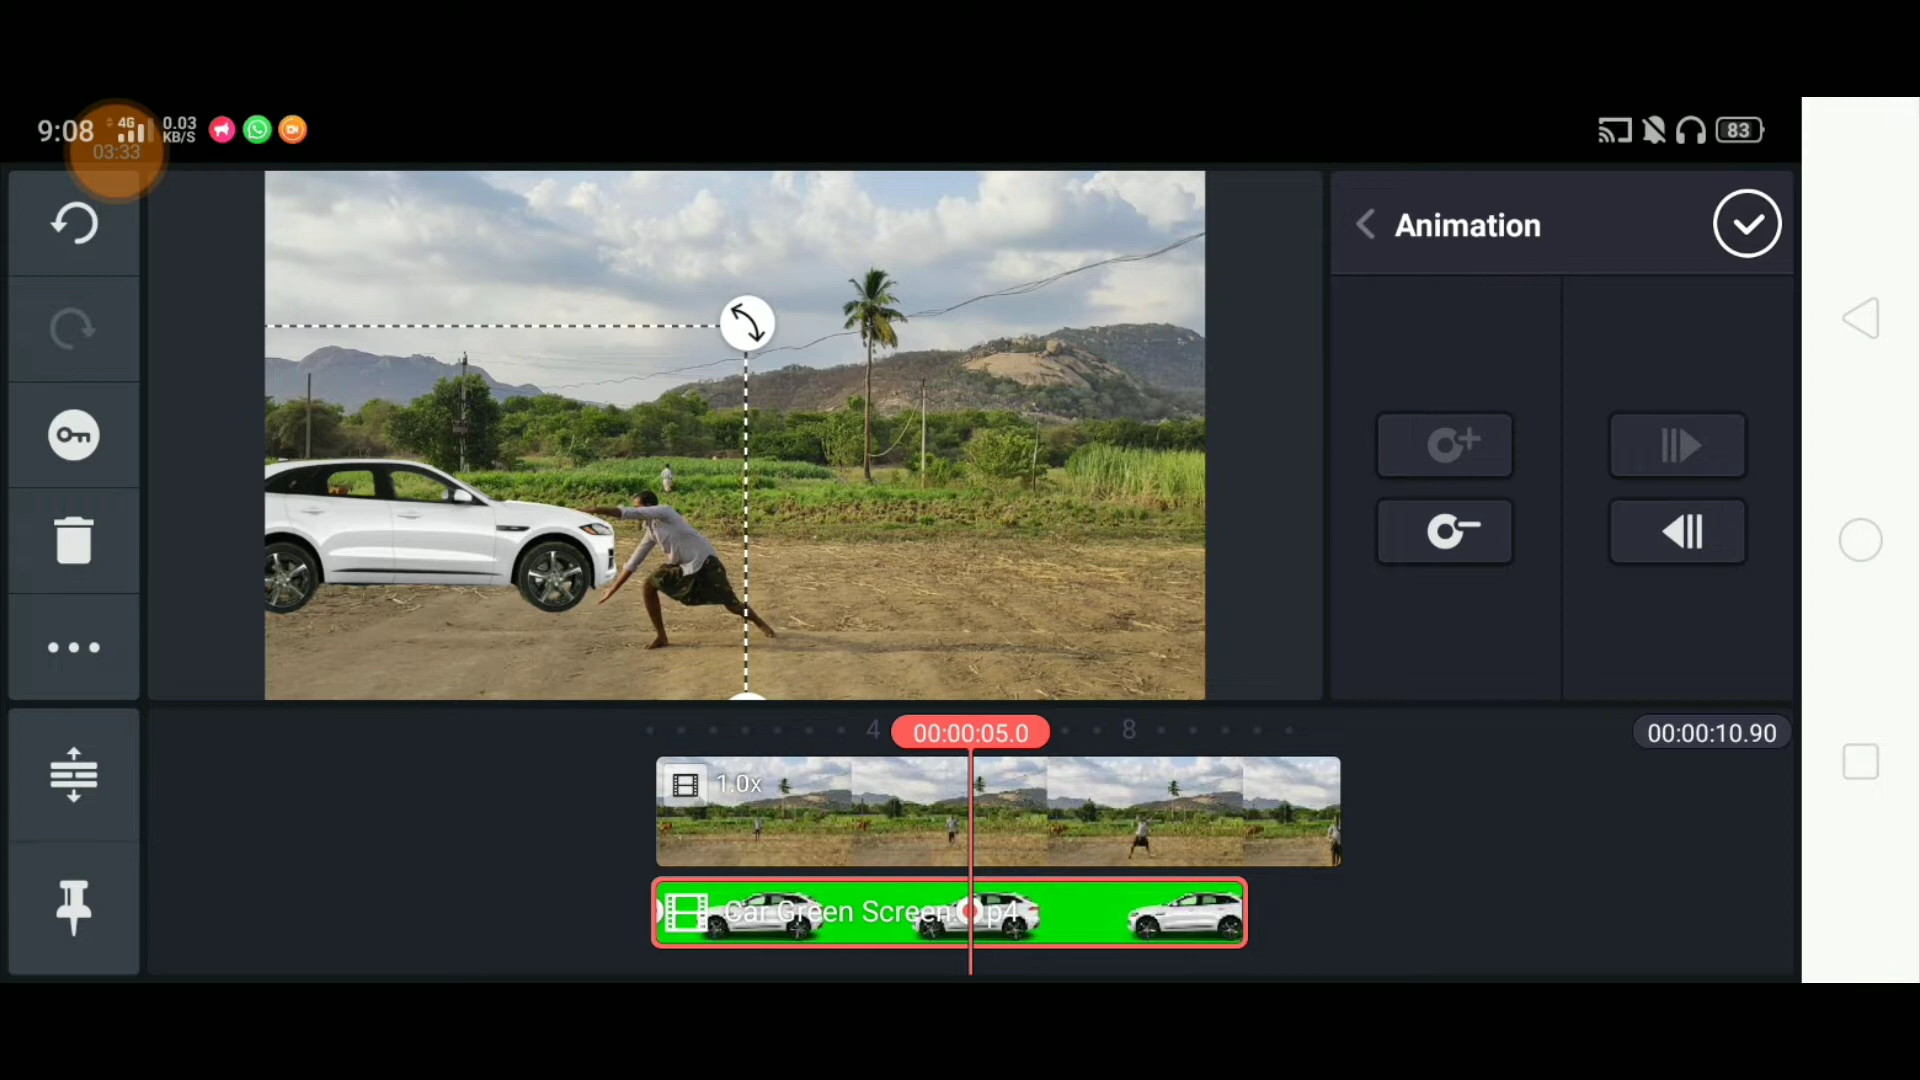 9:08 4G 0.03 KB/S 83
03:33
Animation
4 00:00:05.0 8 00:00:10.90
1.0x
Car Green Screen.mp4